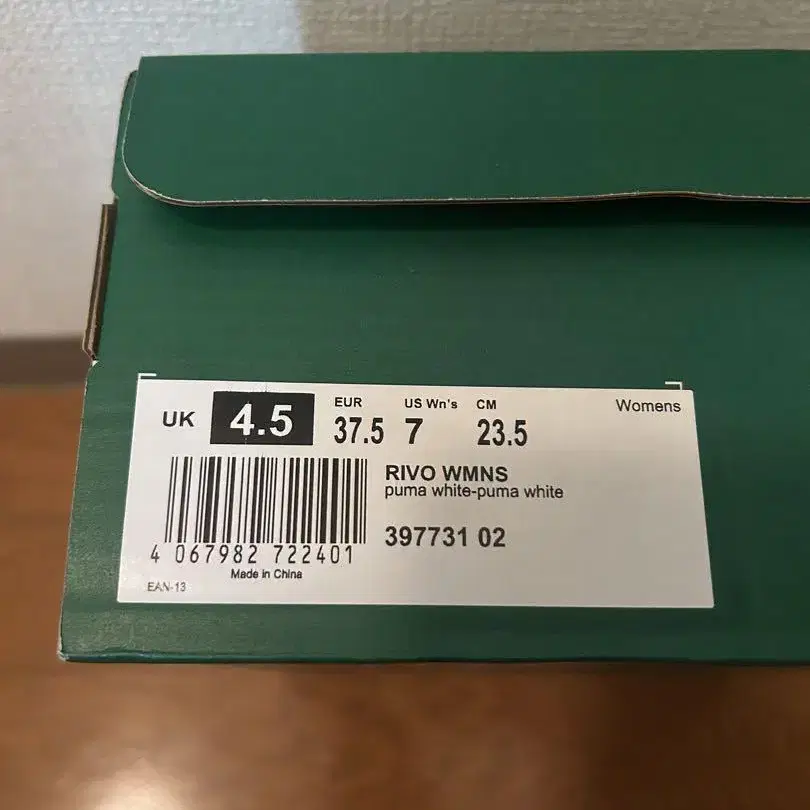 UK 4.5 EUR 37.5 US Wn's 7 CM 23.5 Womens
RIVO WMNS
puma white-puma white
397731 02
4 067982 722401
Made in China
EAN-13